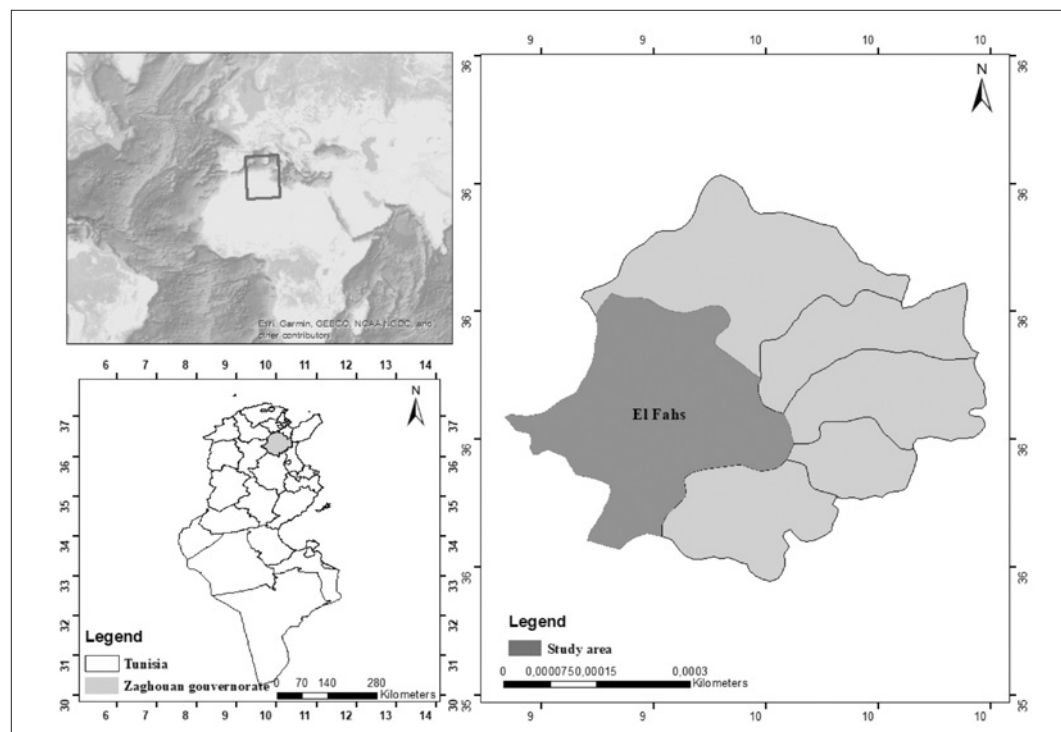 Esri, Garmin, GEBCO, NOAA NGDC, and
other contributors
6 7 8 9 10 11 12 13 14
N
37
36
35
34
33
32
31
30
37
36
35
34
33
32
31
30
Legend
Tunisia
Zaghouan gouvernorate
0 70 140 280
Kilometers
6 7 8 9 10 11 12 13 14
9 9 10 10 10
N
36
36
36
36
36
35
36
36
36
36
36
35
El Fahs
Legend
Study area
0 0,000075 0,00015 0,0003
Kilometers
9 9 10 10 10